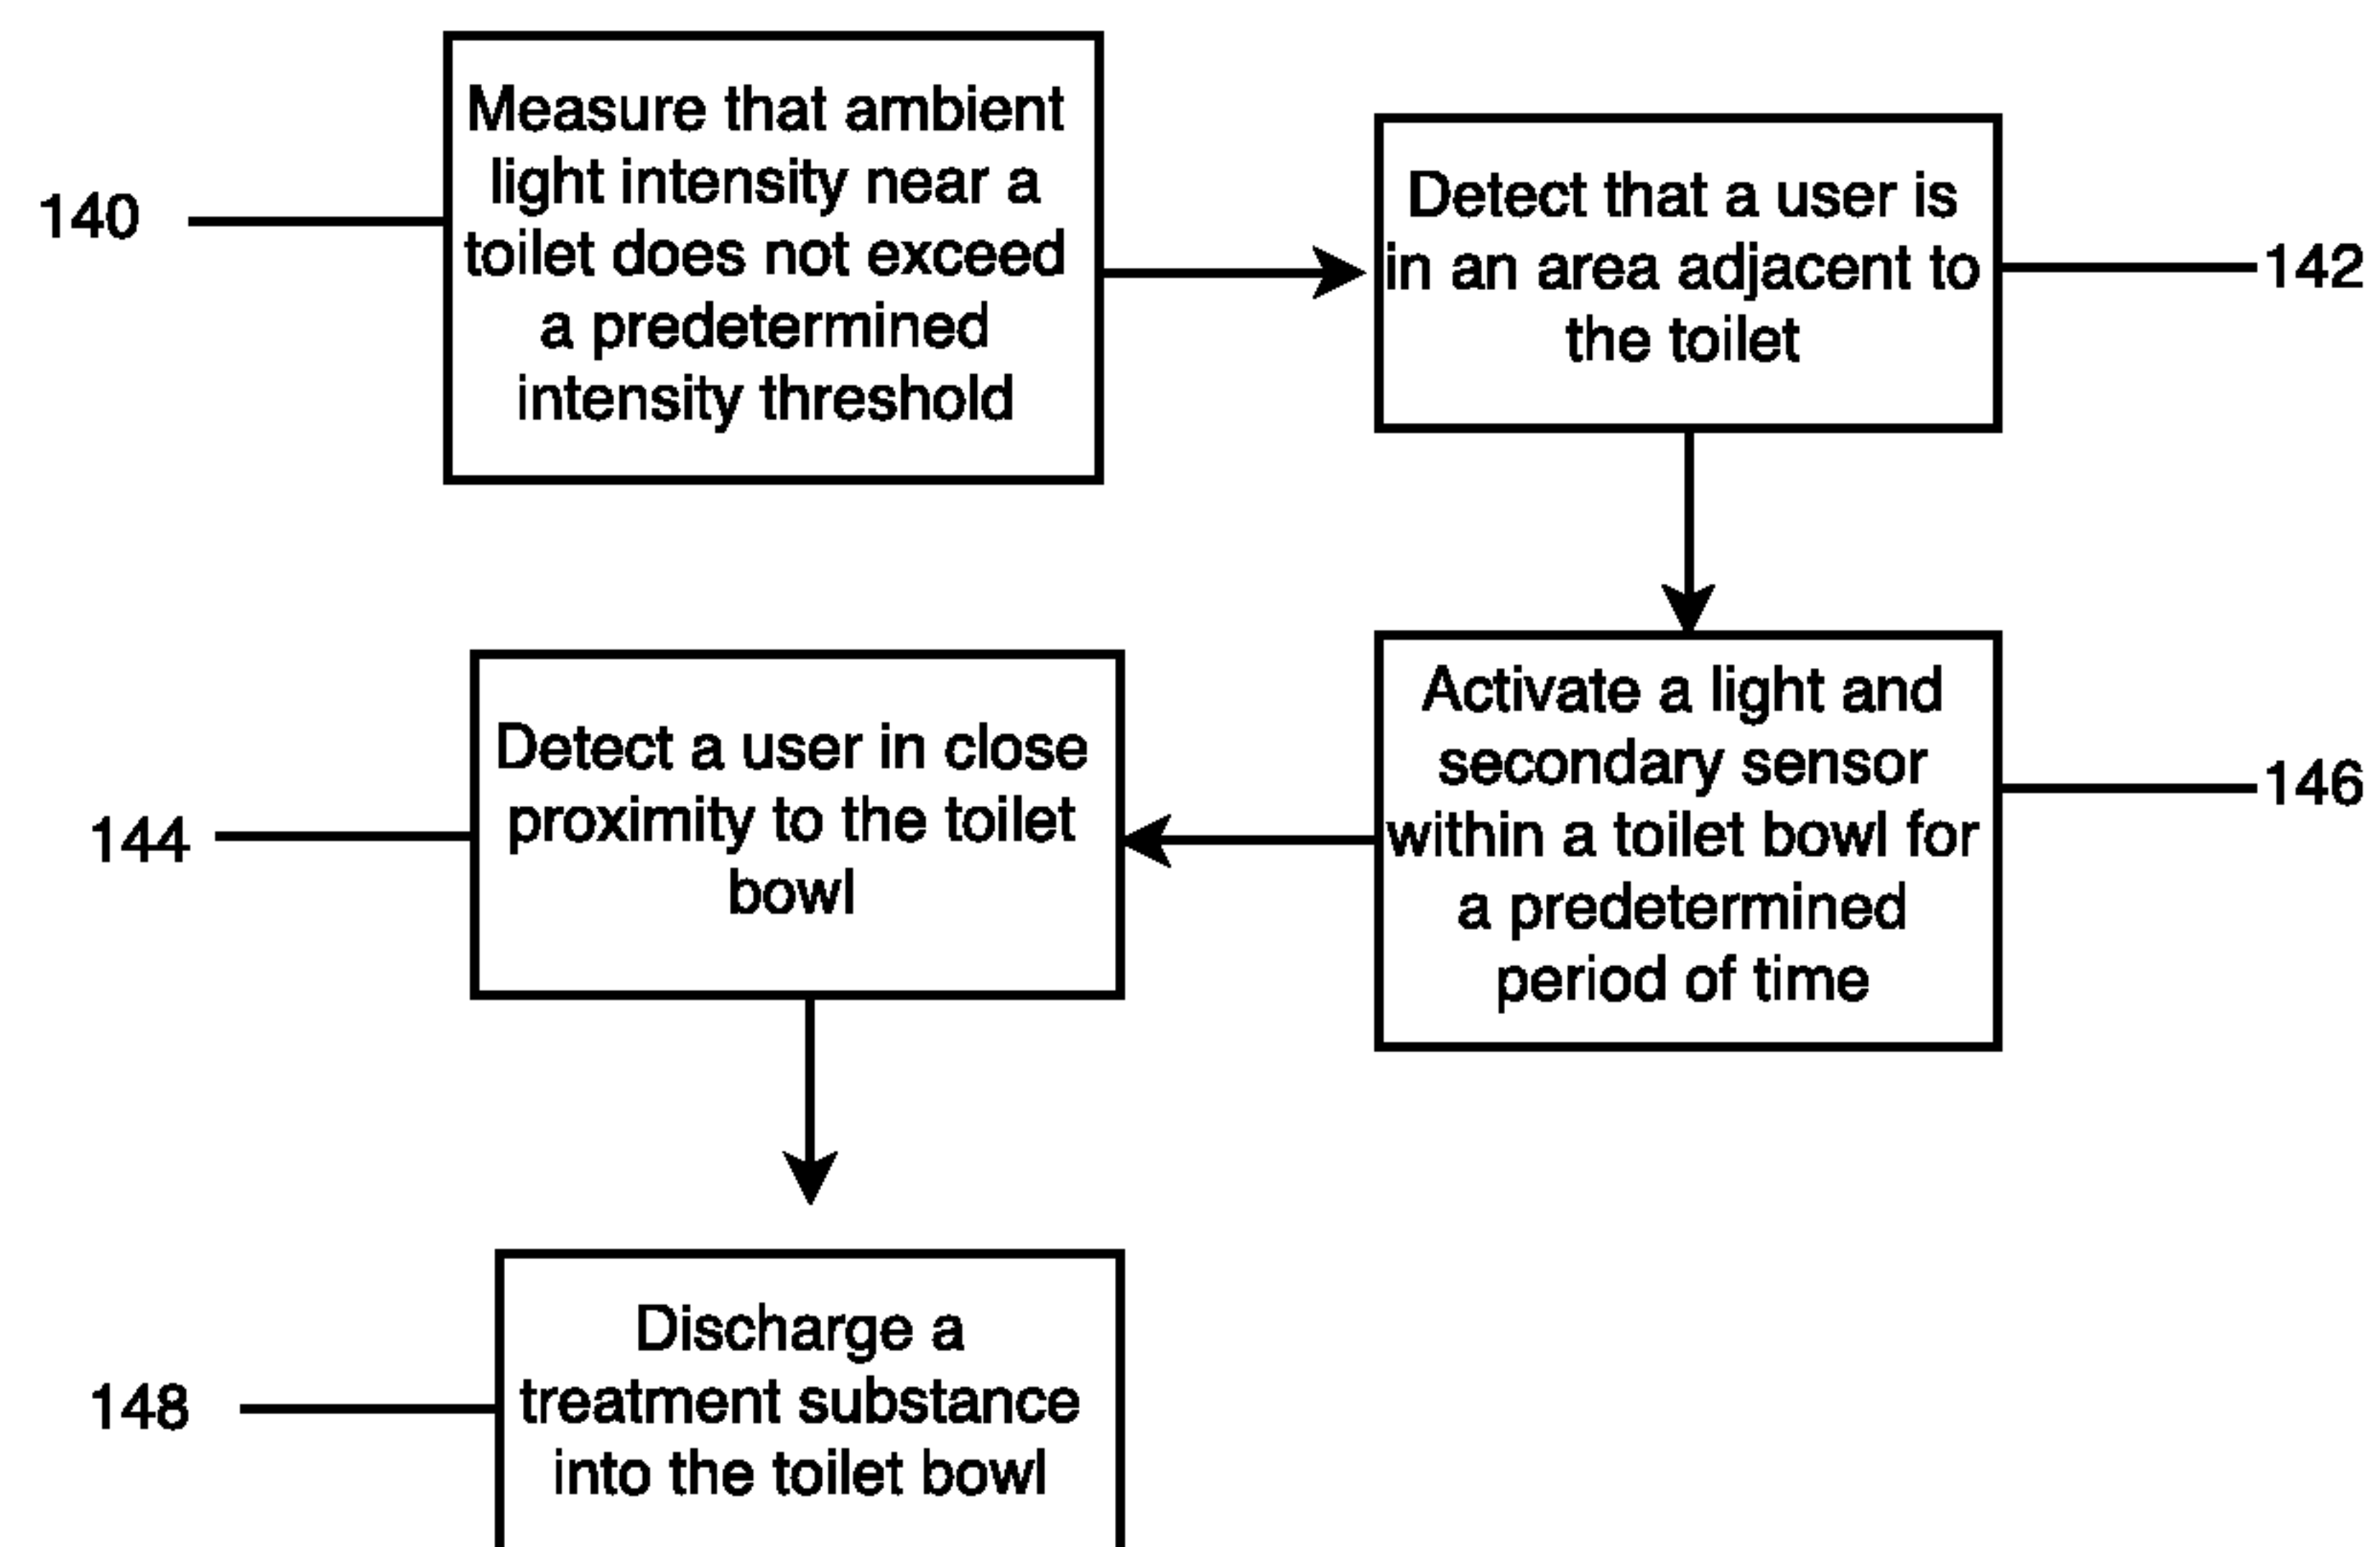 140
Measure that ambient
light intensity near a
toilet does not exceed
a predetermined
intensity threshold
Detect that a user is
in an area adjacent to
the toilet
142
144
Detect a user in close
proximity to the toilet
bowl
Activate a light and
secondary sensor
within a toilet bowl for
a predetermined
period of time
146
148
Discharge a
treatment substance
into the toilet bowl